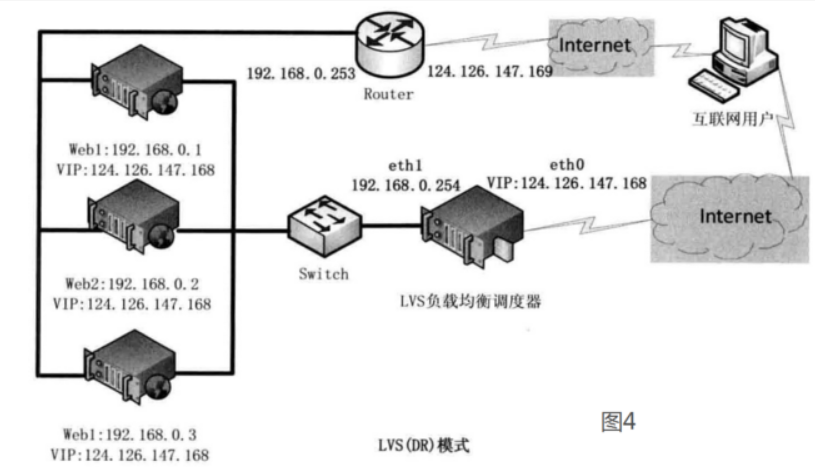 Internet
192.168.0.253
124.126.147.169
Router
互联网用户
Web1:192.168.0.1
VIP:124.126.147.168
eth1
192.168.0.254
eth0
VIP:124.126.147.168
Internet
Switch
Web2:192.168.0.2
VIP:124.126.147.168
LVS负载均衡调度器
Web1:192.168.0.3
VIP:124.126.147.168
LVS(DR)模式
图4